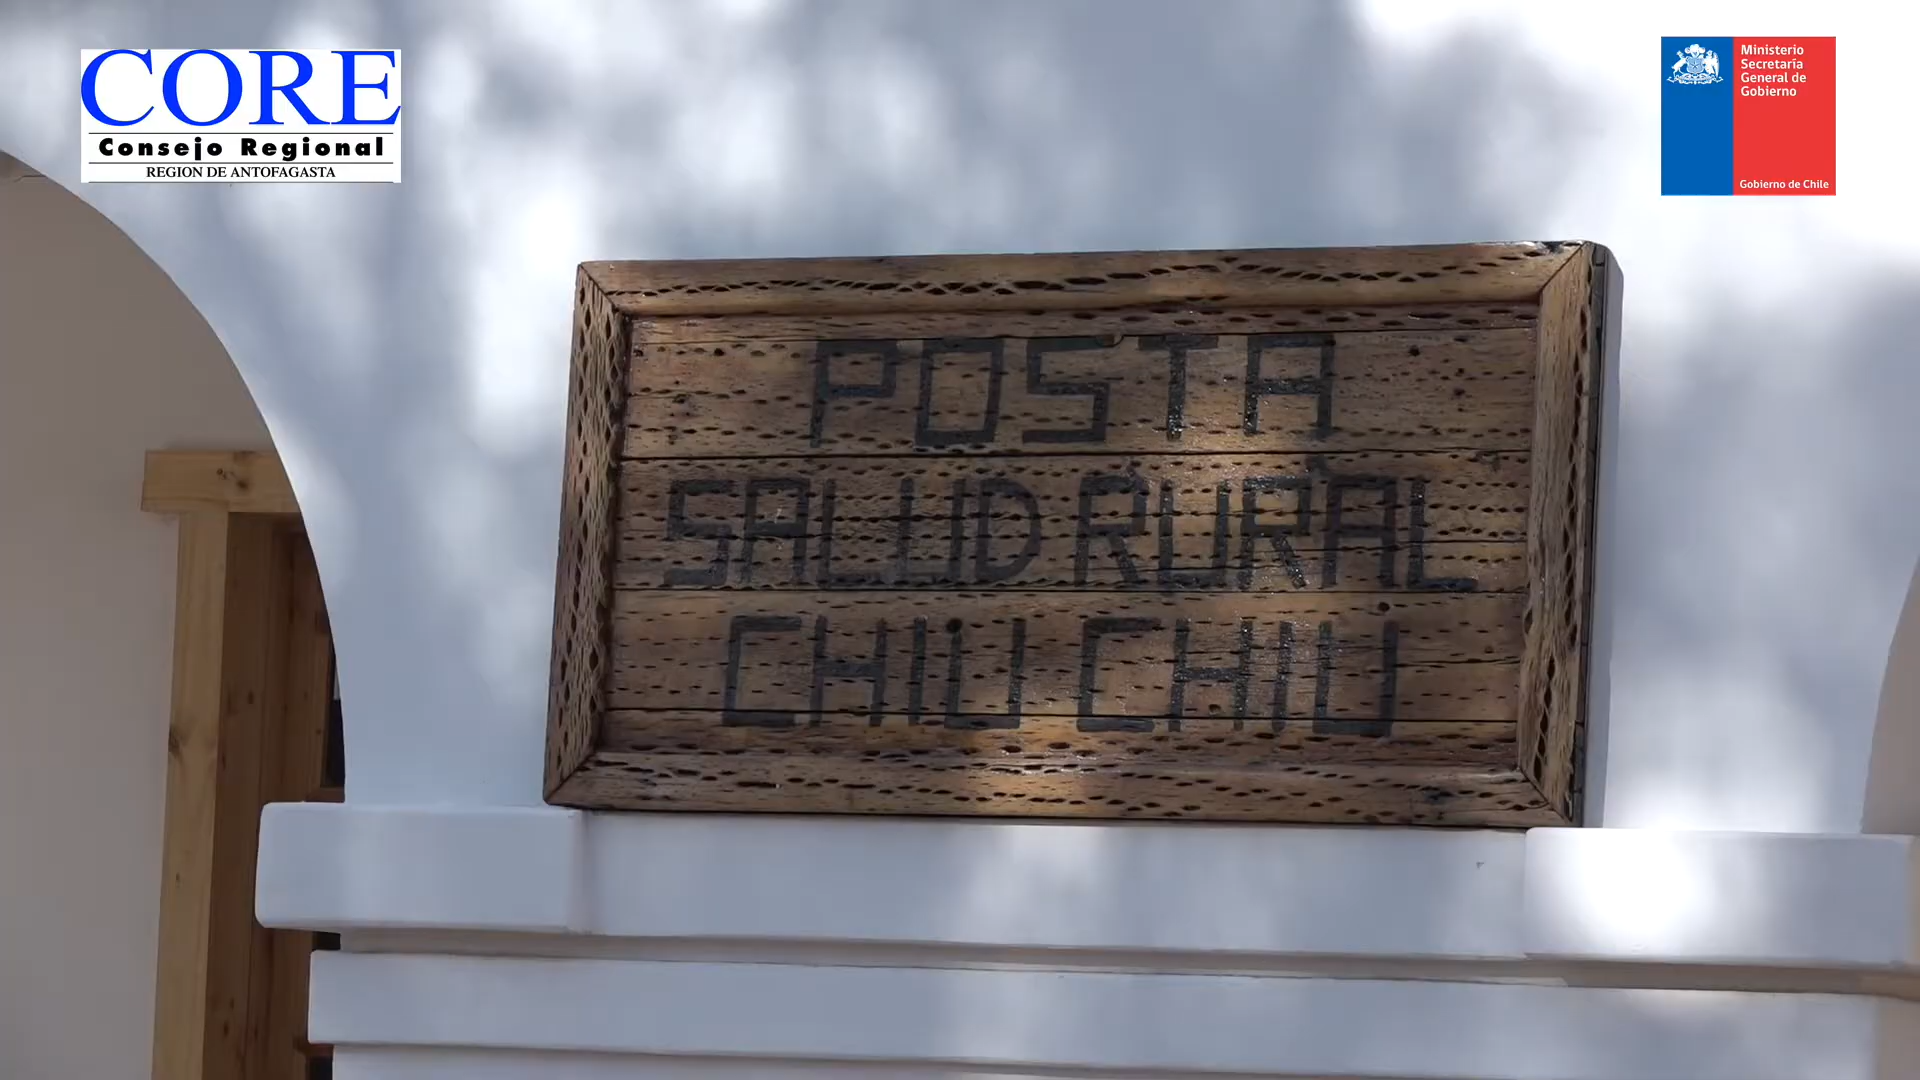 CORE
Consejo Regional
REGION DE ANTOFAGASTA
Ministerio
Secretaría
General de
Gobierno
Gobierno de Chile
POSTA
SALUD RURAL
CHIU CHIU